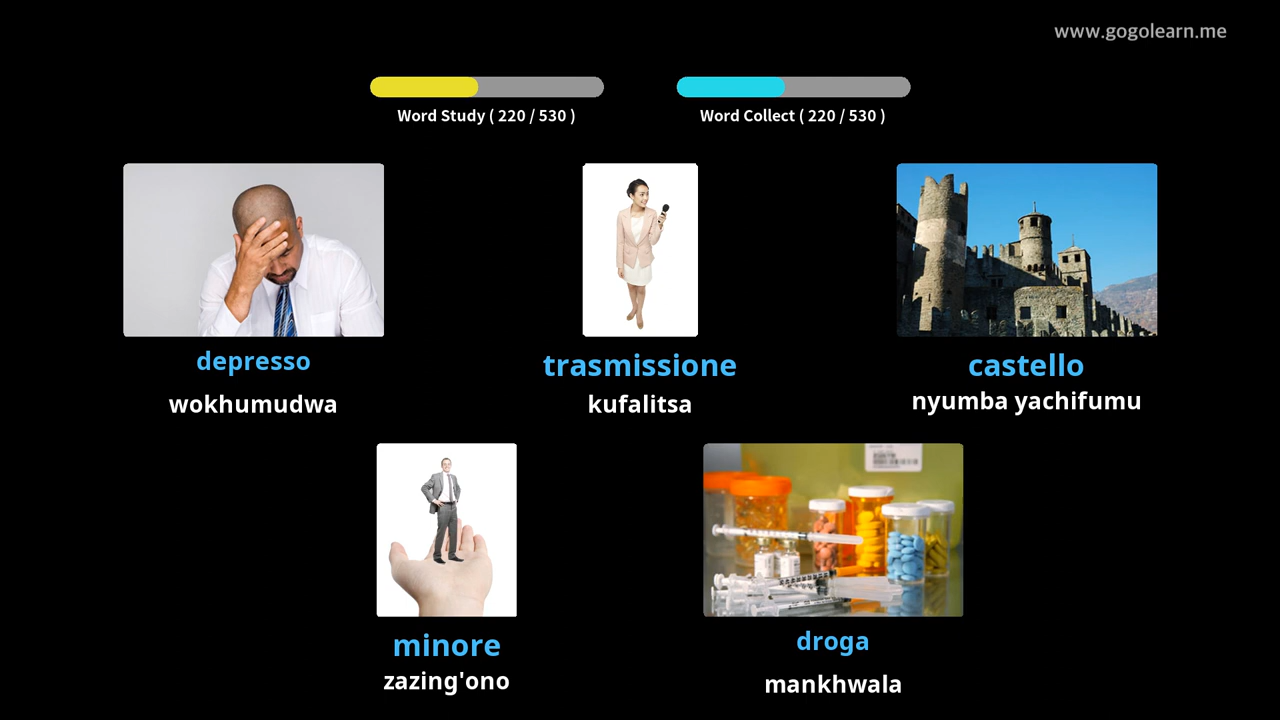 www.gogolearn.me
Word Study ( 220 / 530 )
Word Collect ( 220 / 530 )
depresso
wokhumudwa
trasmissione
kufalitsa
castello
nyumba yachifumu
minore
zazing'ono
droga
mankhwala